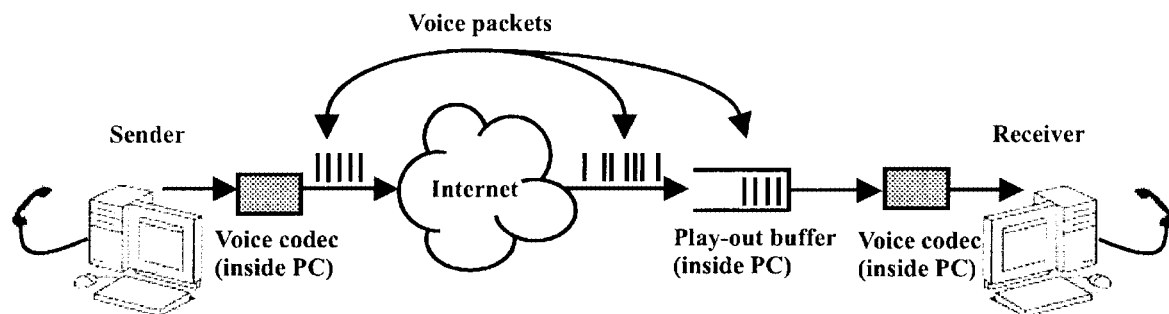 Voice packets
Sender
Receiver
Internet
Voice codec
(inside PC)
Play-out buffer
(inside PC)
Voice codec
(inside PC)